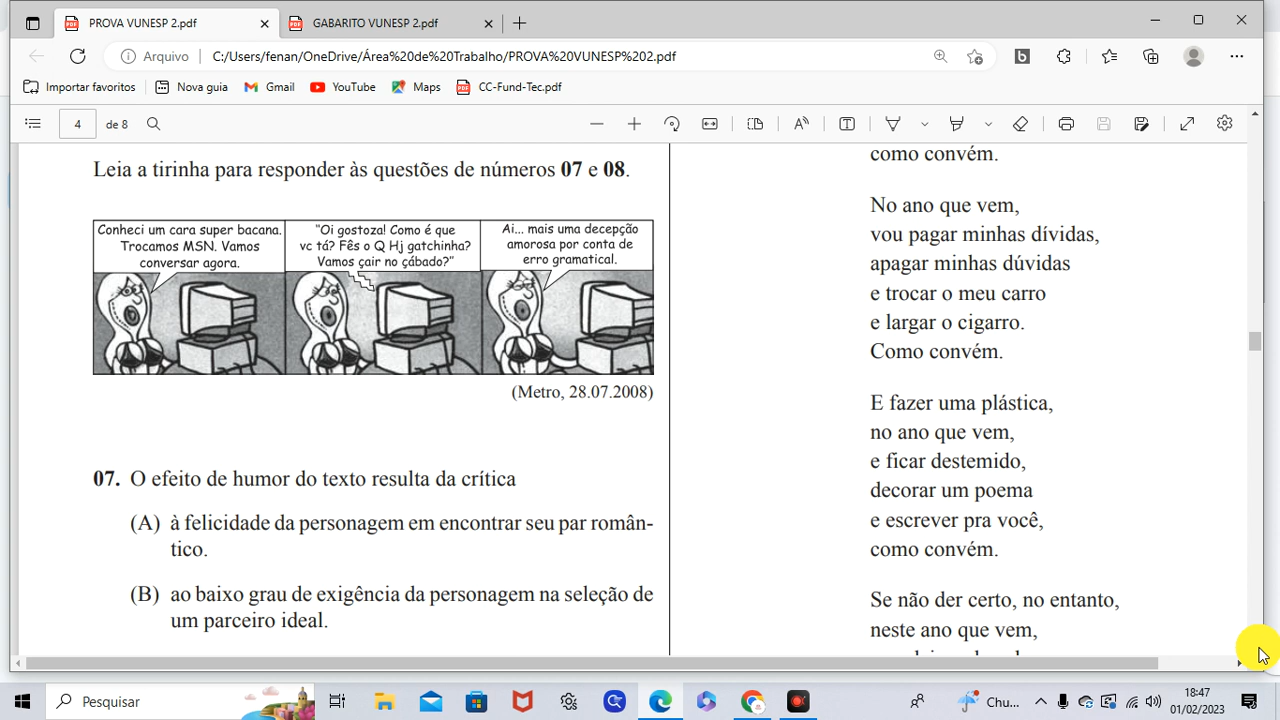 PROVA VUNESP 2.pdf
GABARITO VUNESP 2.pdf
Arquivo
C:/Users/fenan/OneDrive/Área%20de%20Trabalho/PROVA%20VUNESP%202.pdf
Importar favoritos
Nova guia
Gmail
YouTube
Maps
CC-Fund-Tec.pdf
4
de 8
Leia a tirinha para responder às questões de números 07 e 08.
Conheci um cara super bacana.
Trocamos MSN. Vamos
conversar agora.
"Oi gostoza! Como é que
vc tá? Fês o Q Hj gatchinha?
Vamos çair no çábado?"
Ai... mais uma decepção
amorosa por conta de
erro gramatical.
(Metro, 28.07.2008)
07. O efeito de humor do texto resulta da crítica
(A) à felicidade da personagem em encontrar seu par român-
tico.
(B) ao baixo grau de exigência da personagem na seleção de
um parceiro ideal.
como convém.
No ano que vem,
vou pagar minhas dívidas,
apagar minhas dúvidas
e trocar o meu carro
e largar o cigarro.
Como convém.
E fazer uma plástica,
no ano que vem,
e ficar destemido,
decorar um poema
e escrever pra você,
como convém.
Se não der certo, no entanto,
neste ano que vem,
Pesquisar
Chu...
8:47
01/02/2023